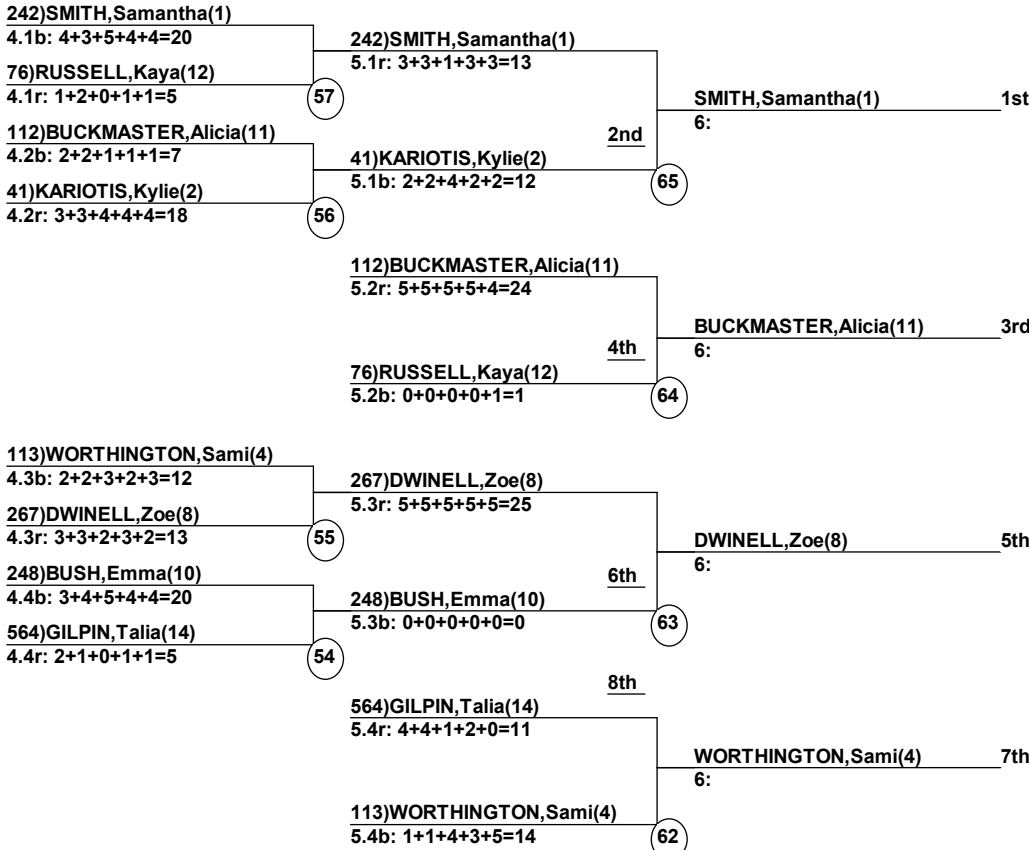 242)SMITH,Samantha(1)
4.1b: 4+3+5+4+4=20
76)RUSSELL,Kaya(12)
4.1r: 1+2+0+1+1=5
57
112)BUCKMASTER,Alicia(11)
4.2b: 2+2+1+1+1=7
41)KARIOTIS,Kylie(2)
4.2r: 3+3+4+4+4=18
56
242)SMITH,Samantha(1)
5.1r: 3+3+1+3+3=13
2nd
41)KARIOTIS,Kylie(2)
5.1b: 2+2+4+2+2=12
65
SMITH,Samantha(1)
1st
6:
112)BUCKMASTER,Alicia(11)
5.2r: 5+5+5+5+4=24
4th
76)RUSSELL,Kaya(12)
5.2b: 0+0+0+0+1=1
64
BUCKMASTER,Alicia(11)
3rd
6:
113)WORTHINGTON,Sami(4)
4.3b: 2+2+3+2+3=12
267)DWINELL,Zoe(8)
4.3r: 3+3+2+3+2=13
55
248)BUSH,Emma(10)
4.4b: 3+4+5+4+4=20
564)GILPIN,Talia(14)
4.4r: 2+1+0+1+1=5
54
267)DWINELL,Zoe(8)
5.3r: 5+5+5+5+5=25
6th
248)BUSH,Emma(10)
5.3b: 0+0+0+0+0=0
63
DWINELL,Zoe(8)
5th
6:
8th
564)GILPIN,Talia(14)
5.4r: 4+4+1+2+0=11
113)WORTHINGTON,Sami(4)
5.4b: 1+1+4+3+5=14
62
WORTHINGTON,Sami(4)
7th
6: